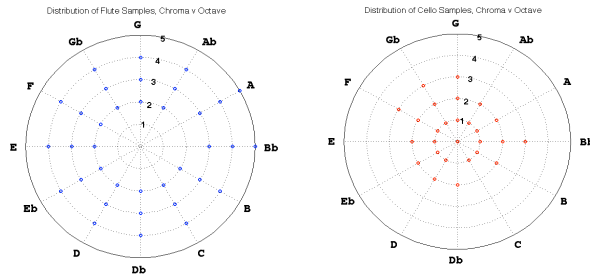 Distribution of Flute Samples, Chroma v Octave
G
Gb
5
Ab
4
F
3
A
2
1
E
Bb
Eb
B
D
C
Db
Distribution of Cello Samples, Chroma v Octave
G
Gb
5
Ab
4
F
3
A
2
1
E
Bb
Eb
B
D
C
Db